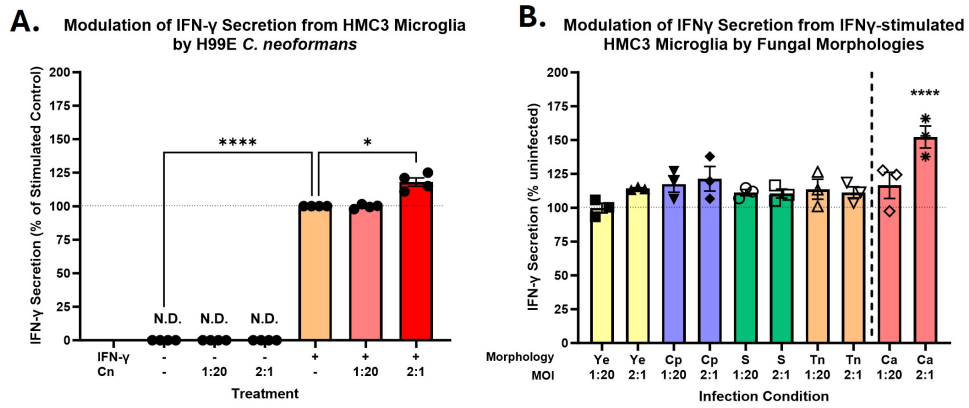 A.
Modulation of IFN-γ Secretion from HMC3 Microglia
by H99E C. neoformans
IFN-γ Secretion (% of Stimulated Control)
200
175
150
125
100
75
50
25
0
**** *
N.D. N.D. N.D.
IFN-γ - - - + + +
Cn - 1:20 2:1 - 1:20 2:1
Treatment
B.
Modulation of IFNγ Secretion from IFNγ-stimulated
HMC3 Microglia by Fungal Morphologies
IFN-γ Secretion (% uninfected)
200
175
150
125
100
75
50
25
0
****
Morphology Ye Ye Cp Cp S S Tn Tn Ca Ca
MOI 1:20 2:1 1:20 2:1 1:20 2:1 1:20 2:1 1:20 2:1
Infection Condition